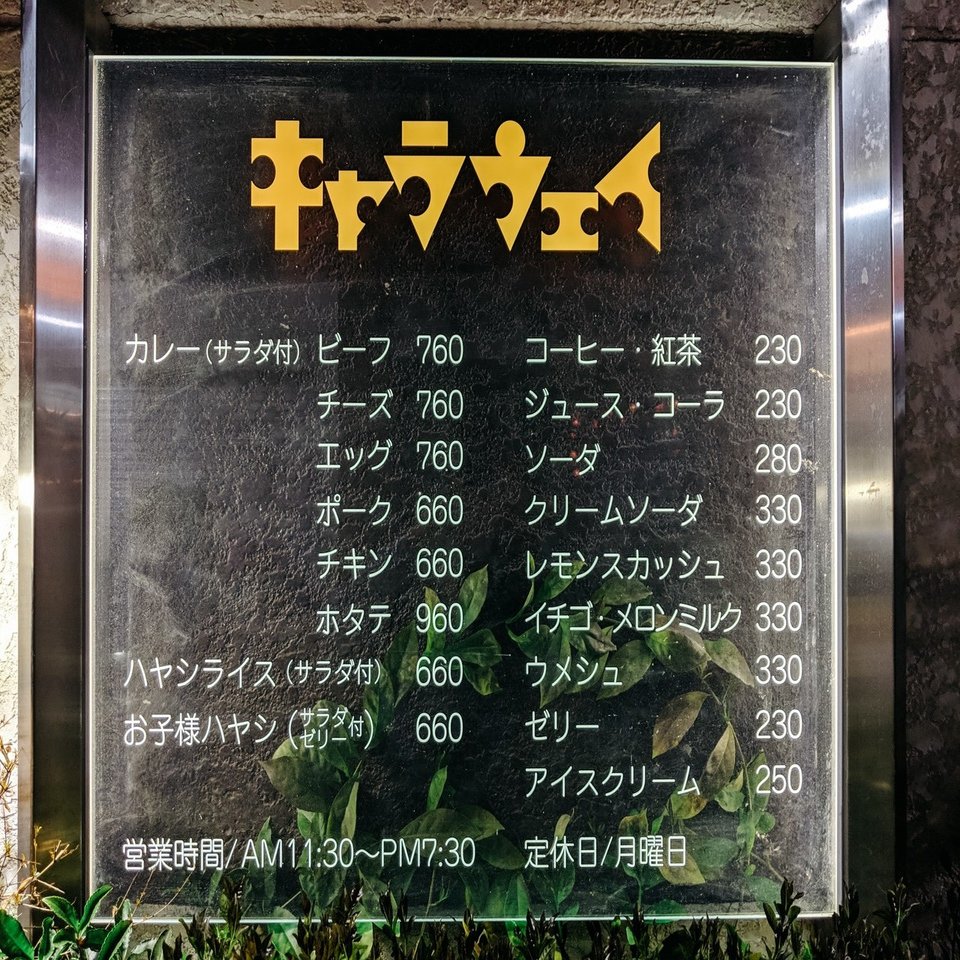 キャラウェイ
カレー(サラダ付) ビーフ 760
チーズ 760
エッグ 760
ポーク 660
チキン 660
ホタテ 960
ハヤシライス(サラダ付) 660
お子様ハヤシ(サラダゼリー付) 660
コーヒー・紅茶 230
ジュース・コーラ 230
ソーダ 280
クリームソーダ 330
レモンスカッシュ 330
イチゴ・メロンミルク 330
ウメシュ 330
ゼリー 230
アイスクリーム 250
営業時間/AM11:30〜PM7:30 定休日/月曜日